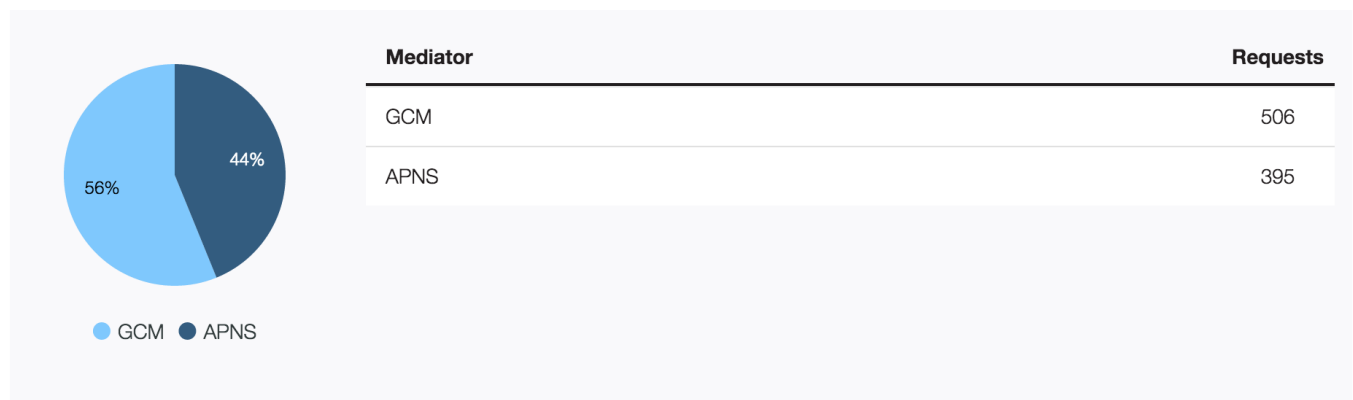 Mediator Requests
GCM 506
APNS 395
44%
56%
GCM APNS